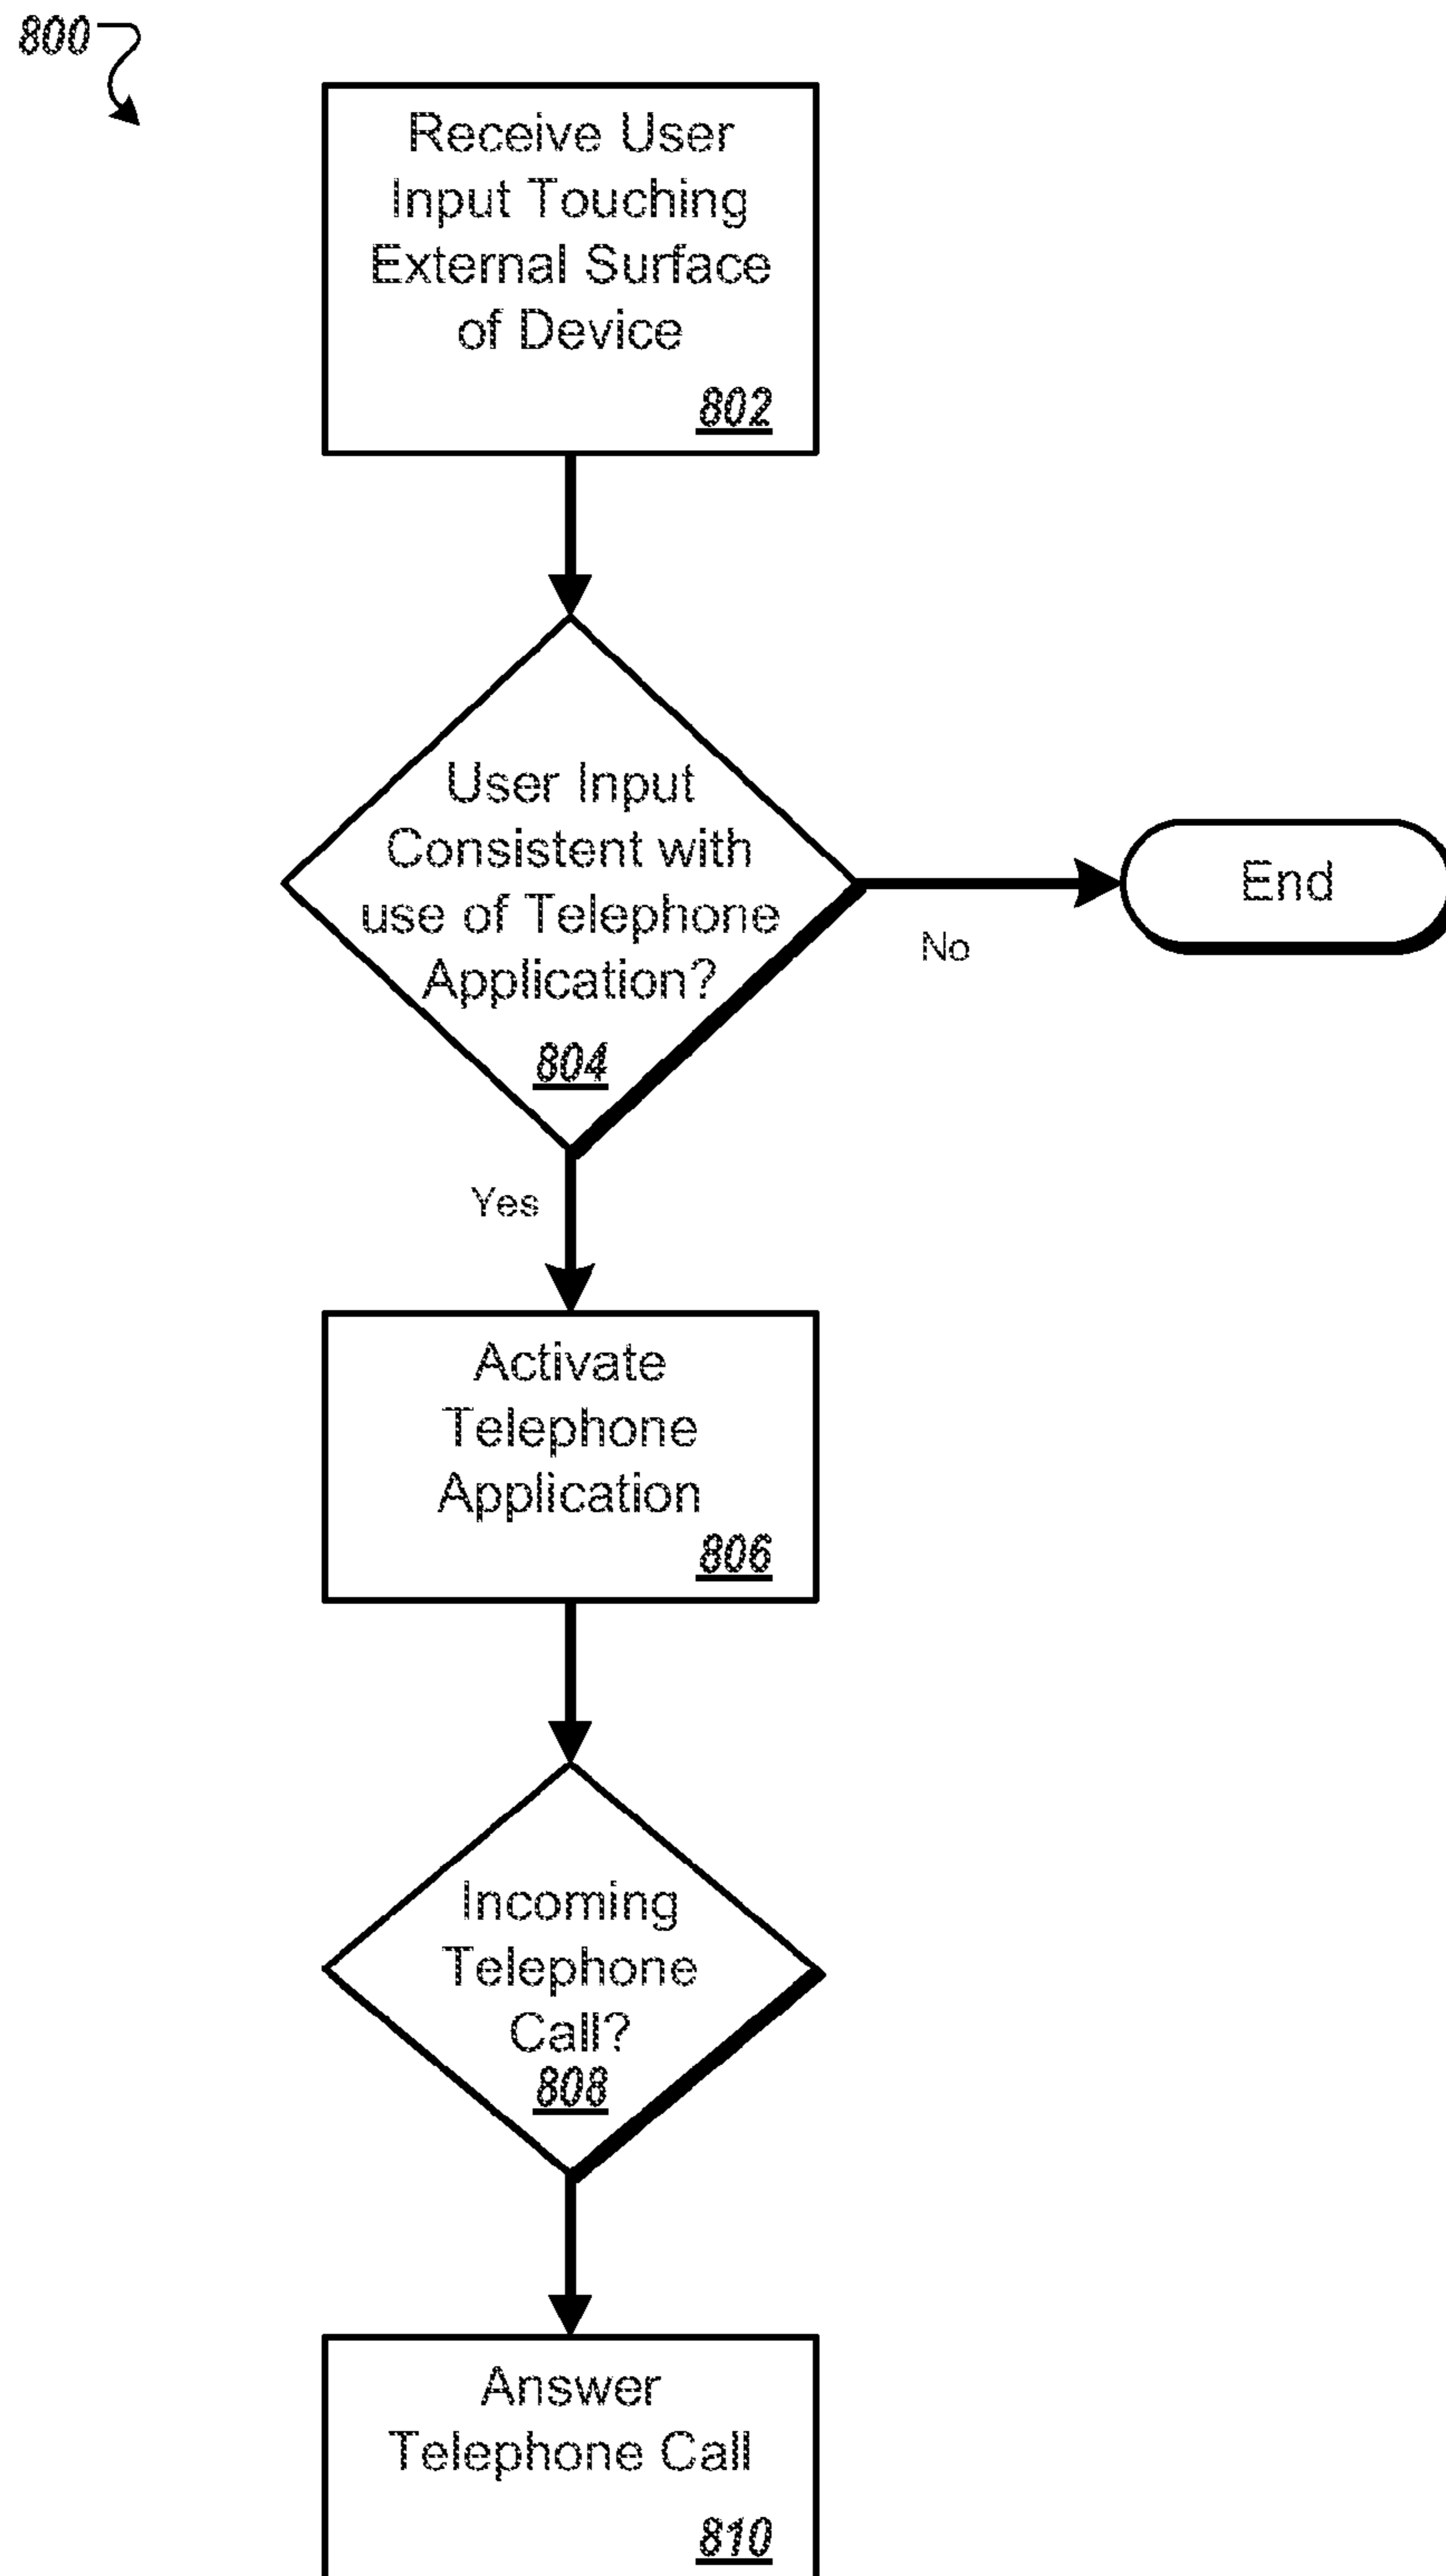 800
Receive User
Input Touching
External Surface
of Device
802
User Input
Consistent with
use of Telephone
Application?
804
No
End
Yes
Activate
Telephone
Application
806
Incoming
Telephone
Call?
808
Answer
Telephone Call
810